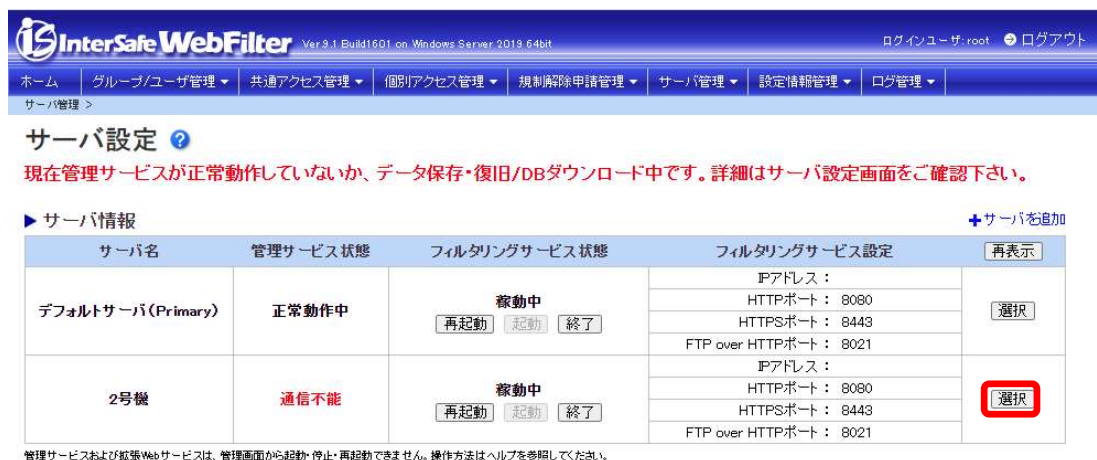 InterSafe WebFilter Ver9.1 Build1601 on Windows Server 2019 64bit ログインユーザ:root ログアウト
ホーム グループ/ユーザ管理▼ 共通アクセス管理▼ 個別アクセス管理▼ 規制解除申請管理▼ サーバ管理▼ 設定情報管理▼ ログ管理▼
サーバ管理 >
サーバ設定 ?
現在管理サービスが正常動作していないか、データ保存・復旧/DBダウンロード中です。詳細はサーバ設定画面をご確認下さい。
▶サーバ情報 +サーバを追加
サーバ名 管理サービス状態 フィルタリングサービス状態 フィルタリングサービス設定 再表示
デフォルトサーバ(Primary) 正常動作中 稼動中
再起動 起動 終了
IPアドレス:
HTTPポート: 8080
HTTPSポート: 8443
FTP over HTTPポート: 8021
選択
2号機 通信不能 稼動中
再起動 起動 終了
IPアドレス:
HTTPポート: 8080
HTTPSポート: 8443
FTP over HTTPポート: 8021
選択
管理サービスおよび拡張Webサービスは、管理画面から起動・停止・再起動できません。操作方法はヘルプを参照してください。